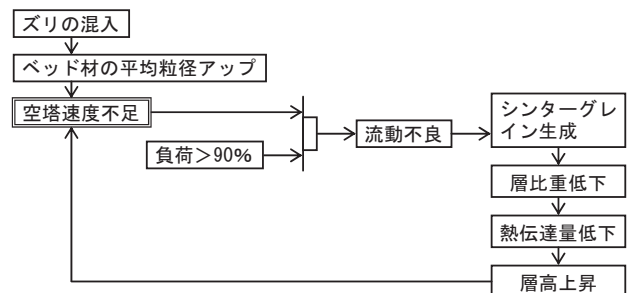 ズリの混入
ベッド材の平均粒径アップ
空塔速度不足
負荷＞90%
流動不良
シンターグレ
イン生成
層比重低下
熱伝達量低下
層高上昇